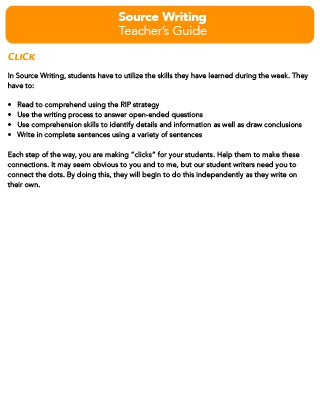 Source Writing
Teacher's Guide
CLICK
In Source Writing, students have to utilize the skills they have learned during the week. They
have to:
• Read to comprehend using the RIP strategy
• Use the writing process to answer open-ended questions
• Use comprehension skills to identify details and information as well as draw conclusions
• Write in complete sentences using a variety of sentences
Each step of the way, you are making "clicks" for your students. Help them to make these
connections. It may seem obvious to you and to me, but our student writers need you to
connect the dots. By doing this, they will begin to do this independently as they write on
their own.